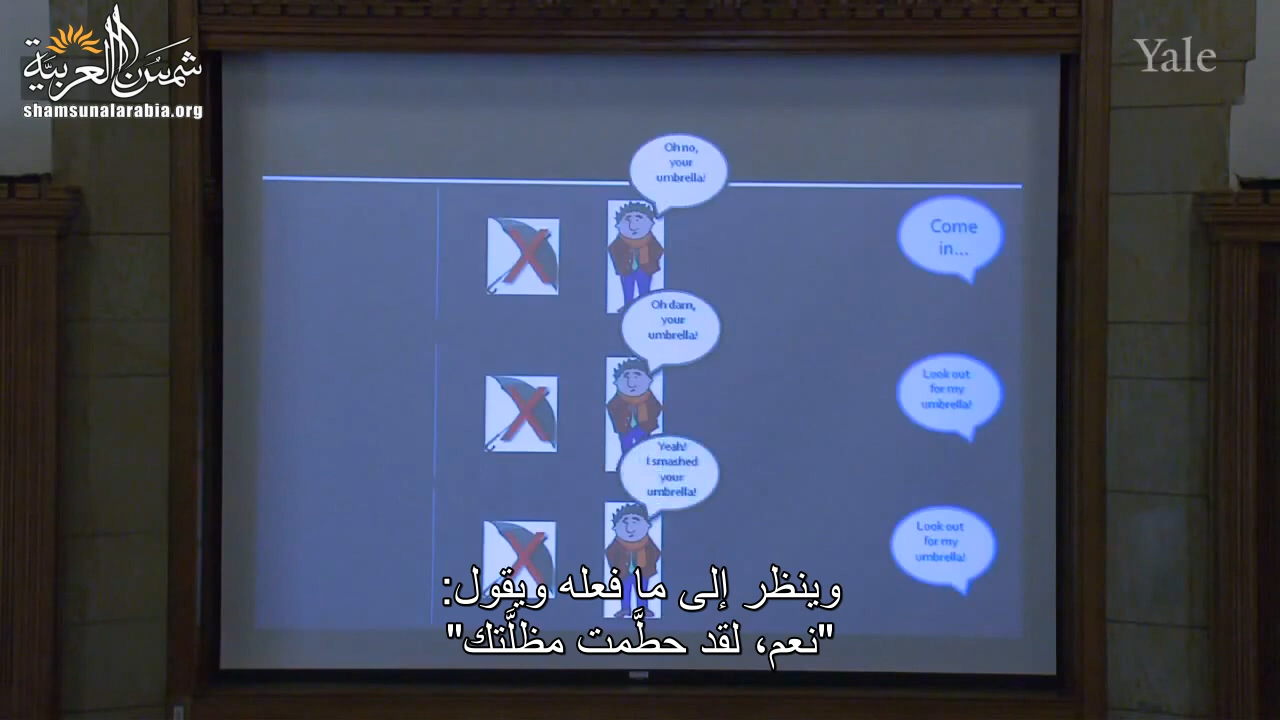 شمس العربية
shamsunalarabia.org
Yale
Oh no,
your
umbrella!
Come
in...
Oh darn,
your
umbrella!
Look out
for my
umbrella!
Yeah!
I smashed
your
umbrella!
Look out
for my
umbrella!
وينظر إلى ما فعله ويقول:
"نعم، لقد حطَّمت مظلَّتك"